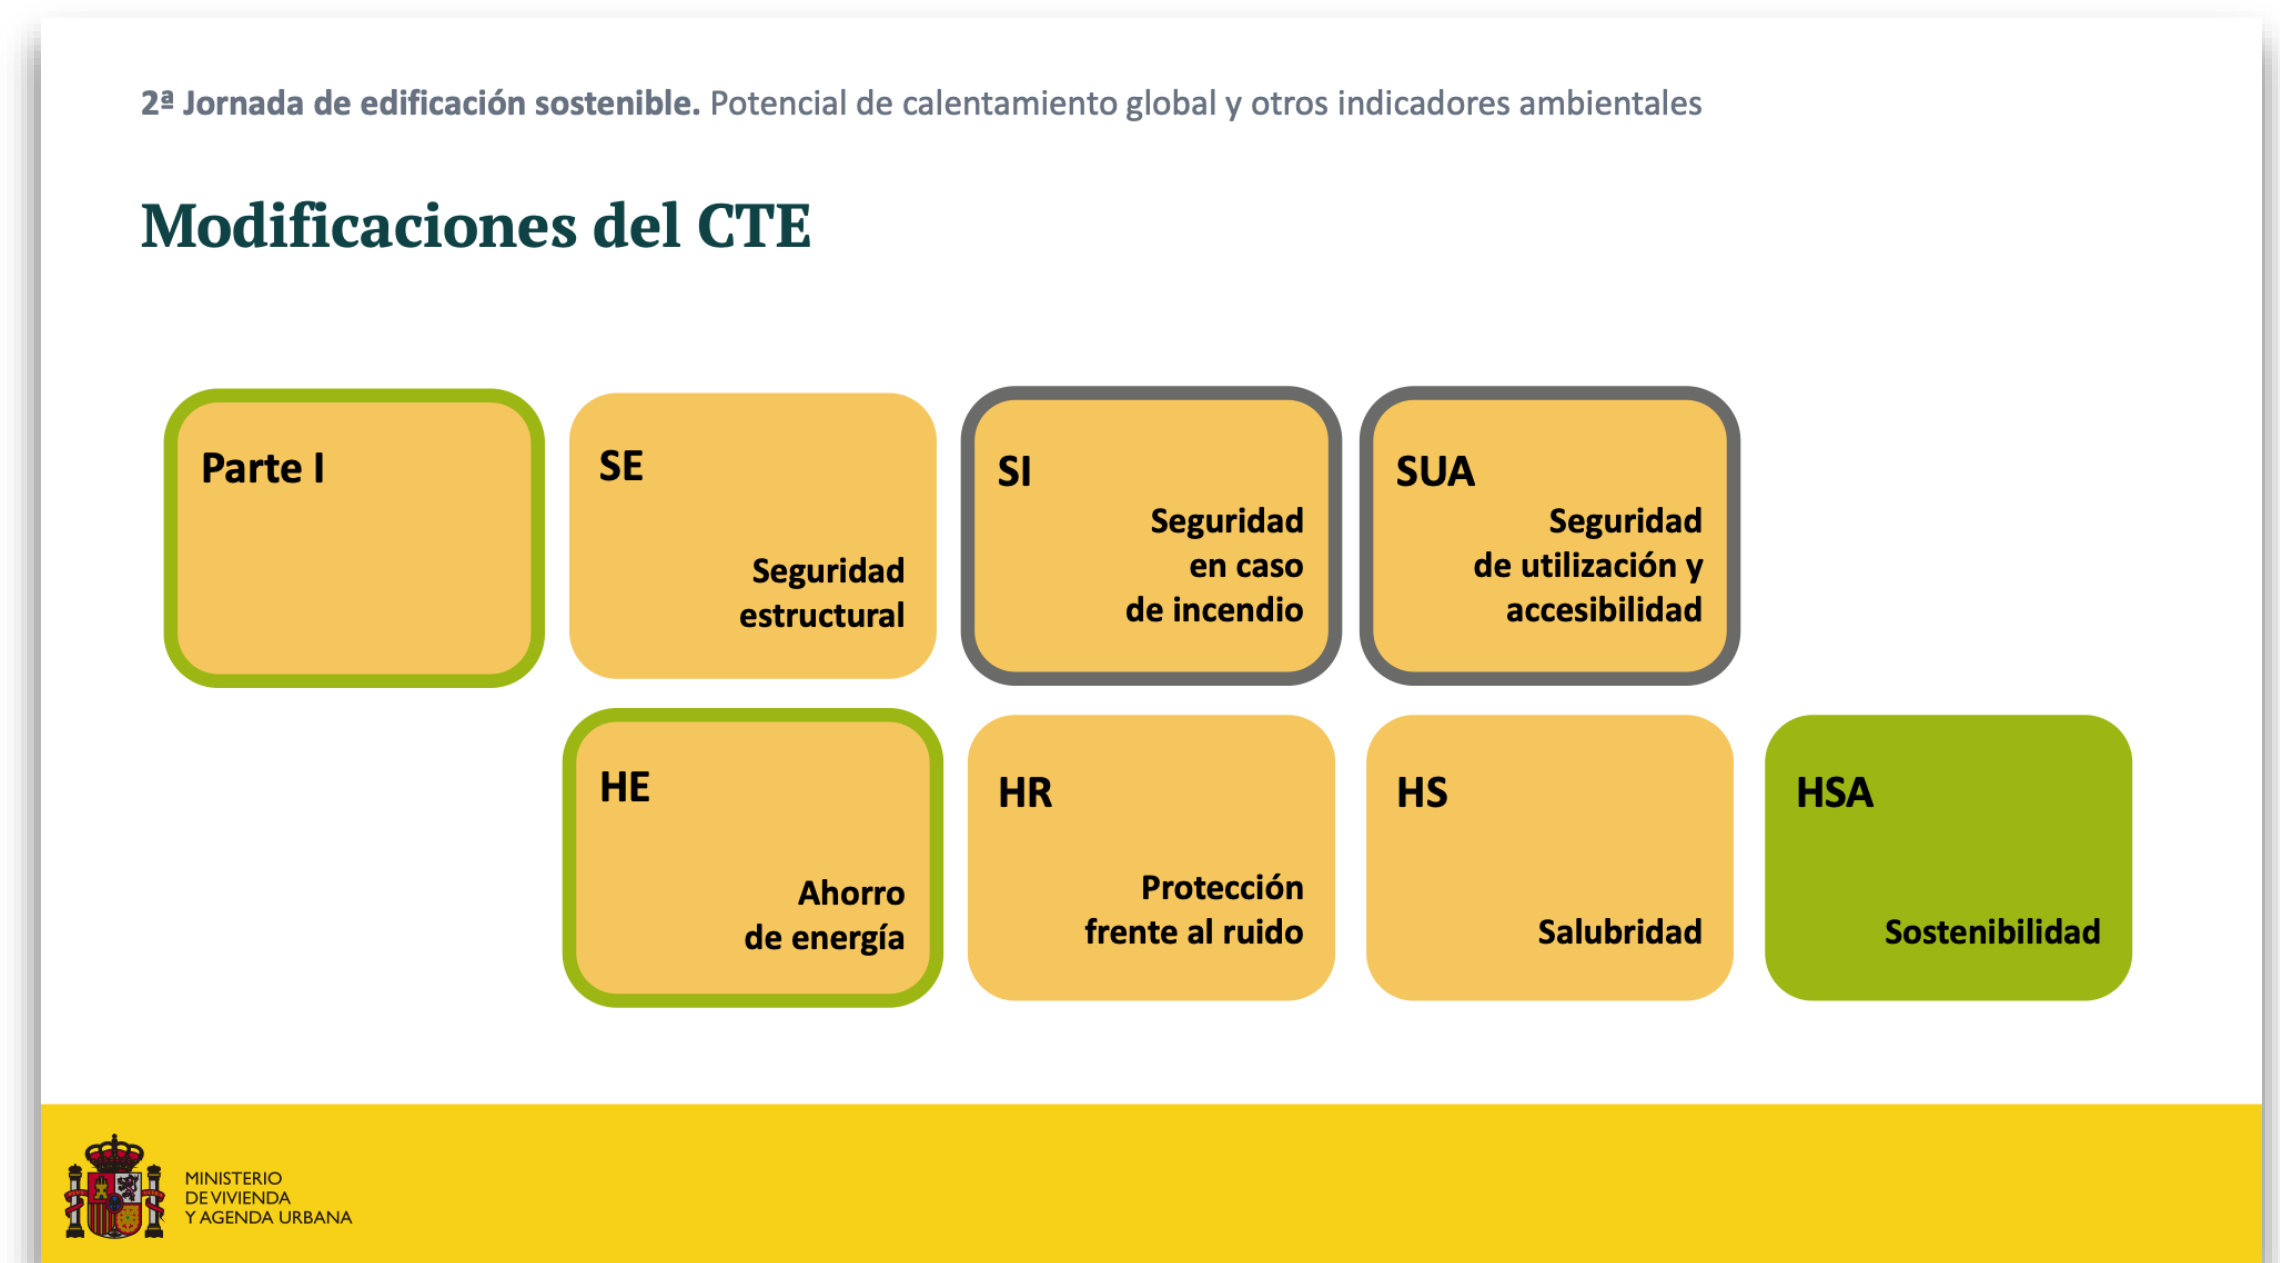 2ª Jornada de edificación sostenible. Potencial de calentamiento global y otros indicadores ambientales
Modificaciones del CTE
Parte I
SE
Seguridad
estructural
SI
Seguridad
en caso
de incendio
SUA
Seguridad
de utilización y
accesibilidad
HE
Ahorro
de energía
HR
Protección
frente al ruido
HS
Salubridad
HSA
Sostenibilidad
MINISTERIO
DE VIVIENDA
Y AGENDA URBANA